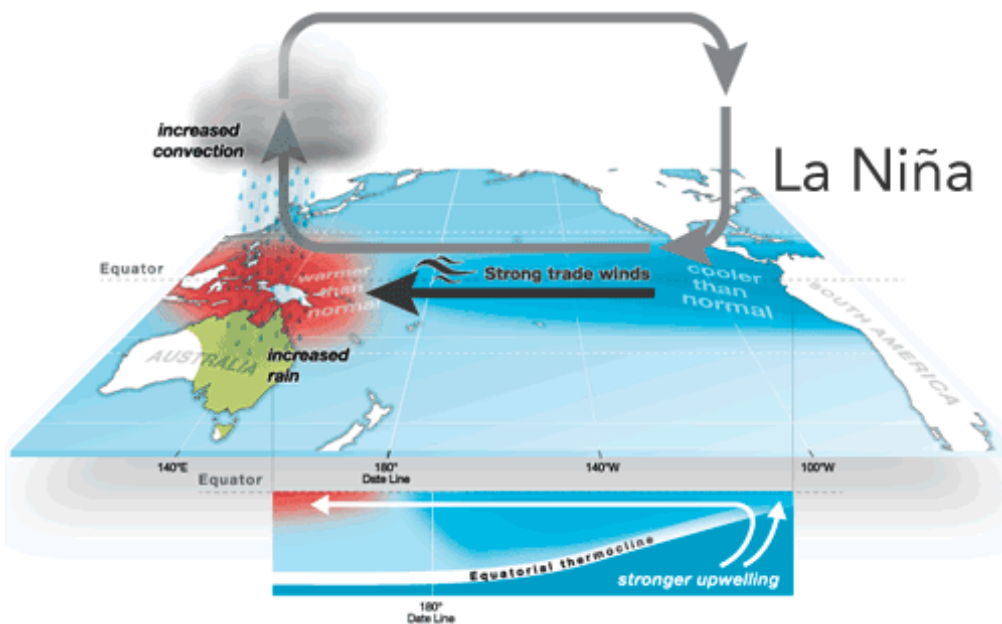 increased
convection
La Niña
Equator
warmer
than
normal
Strong trade winds
cooler
than
normal
SOUTH AMERICA
AUSTRALIA
increased
rain
140°E
180°
Date Line
140°W
100°W
Equator
Equatorial thermocline
stronger upwelling
180°
Date Line